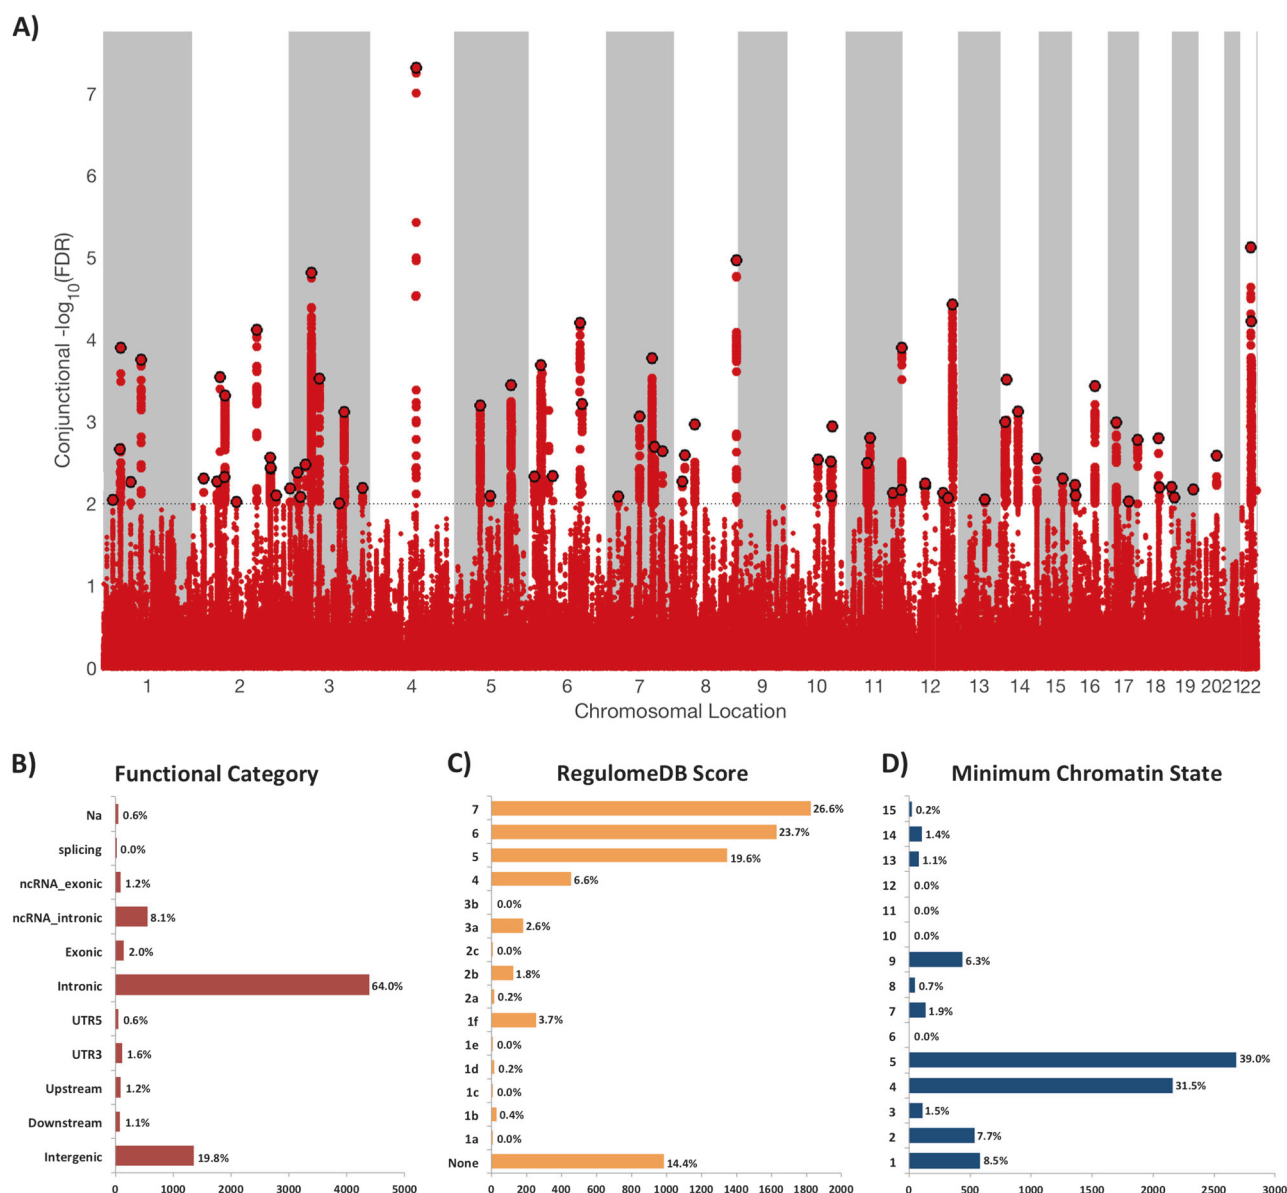 A)
Conjunctional -log10(FDR)
7
6
5
4
3
2
1
0
1 2 3 4 5 6 7 8 9 10 11 12 13 14 15 16 17 18 19 202122
Chromosomal Location
B) Functional Category
Na 0.6%
splicing 0.0%
ncRNA_exonic 1.2%
ncRNA_intronic 8.1%
Exonic 2.0%
Intronic 64.0%
UTR5 0.6%
UTR3 1.6%
Upstream 1.2%
Downstream 1.1%
Intergenic 19.8%
0 1000 2000 3000 4000 5000
C) RegulomeDB Score
7 26.6%
6 23.7%
5 19.6%
4 6.6%
3b 0.0%
3a 2.6%
2c 0.0%
2b 1.8%
2a 0.2%
1f 3.7%
1e 0.0%
1d 0.2%
1c 0.0%
1b 0.4%
1a 0.0%
None 14.4%
0 200 400 600 800 1000 1200 1400 1600 1800 2000
D) Minimum Chromatin State
15 0.2%
14 1.4%
13 1.1%
12 0.0%
11 0.0%
10 0.0%
9 6.3%
8 0.7%
7 1.9%
6 0.0%
5 39.0%
4 31.5%
3 1.5%
2 7.7%
1 8.5%
0 500 1000 1500 2000 2500 3000